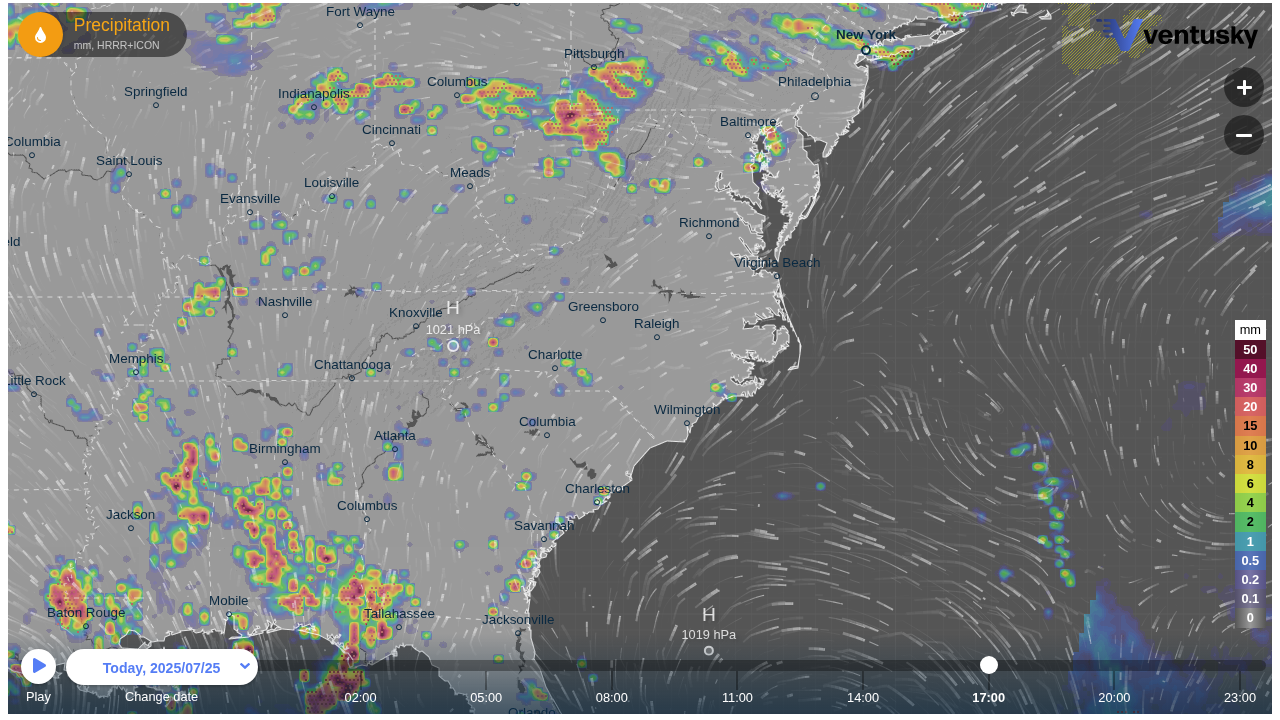 Precipitation
mm, HRRR+ICON
Fort Wayne
New York
ventusky
Pittsburgh
Springfield
Indianapolis
Columbus
Philadelphia
+
Columbia
Cincinnati
Baltimore
−
Saint Louis
Meads
Evansville
Louisville
Richmond
eld
Virginia Beach
Nashville
Knoxville
H
1021 hPa
Greensboro
Raleigh
Memphis
Chattanooga
Charlotte
Little Rock
Wilmington
Columbia
Atlanta
Birmingham
Charleston
Jackson
Columbus
Savannah
mm
50
40
30
20
15
10
8
6
4
2
1
0.5
0.2
0.1
0
Baton Rouge
Mobile
Tallahassee
Jacksonville
H
1019 hPa
Today, 2025/07/25
Play
Change date
02:00
05:00
08:00
11:00
14:00
17:00
20:00
23:00
Orlando